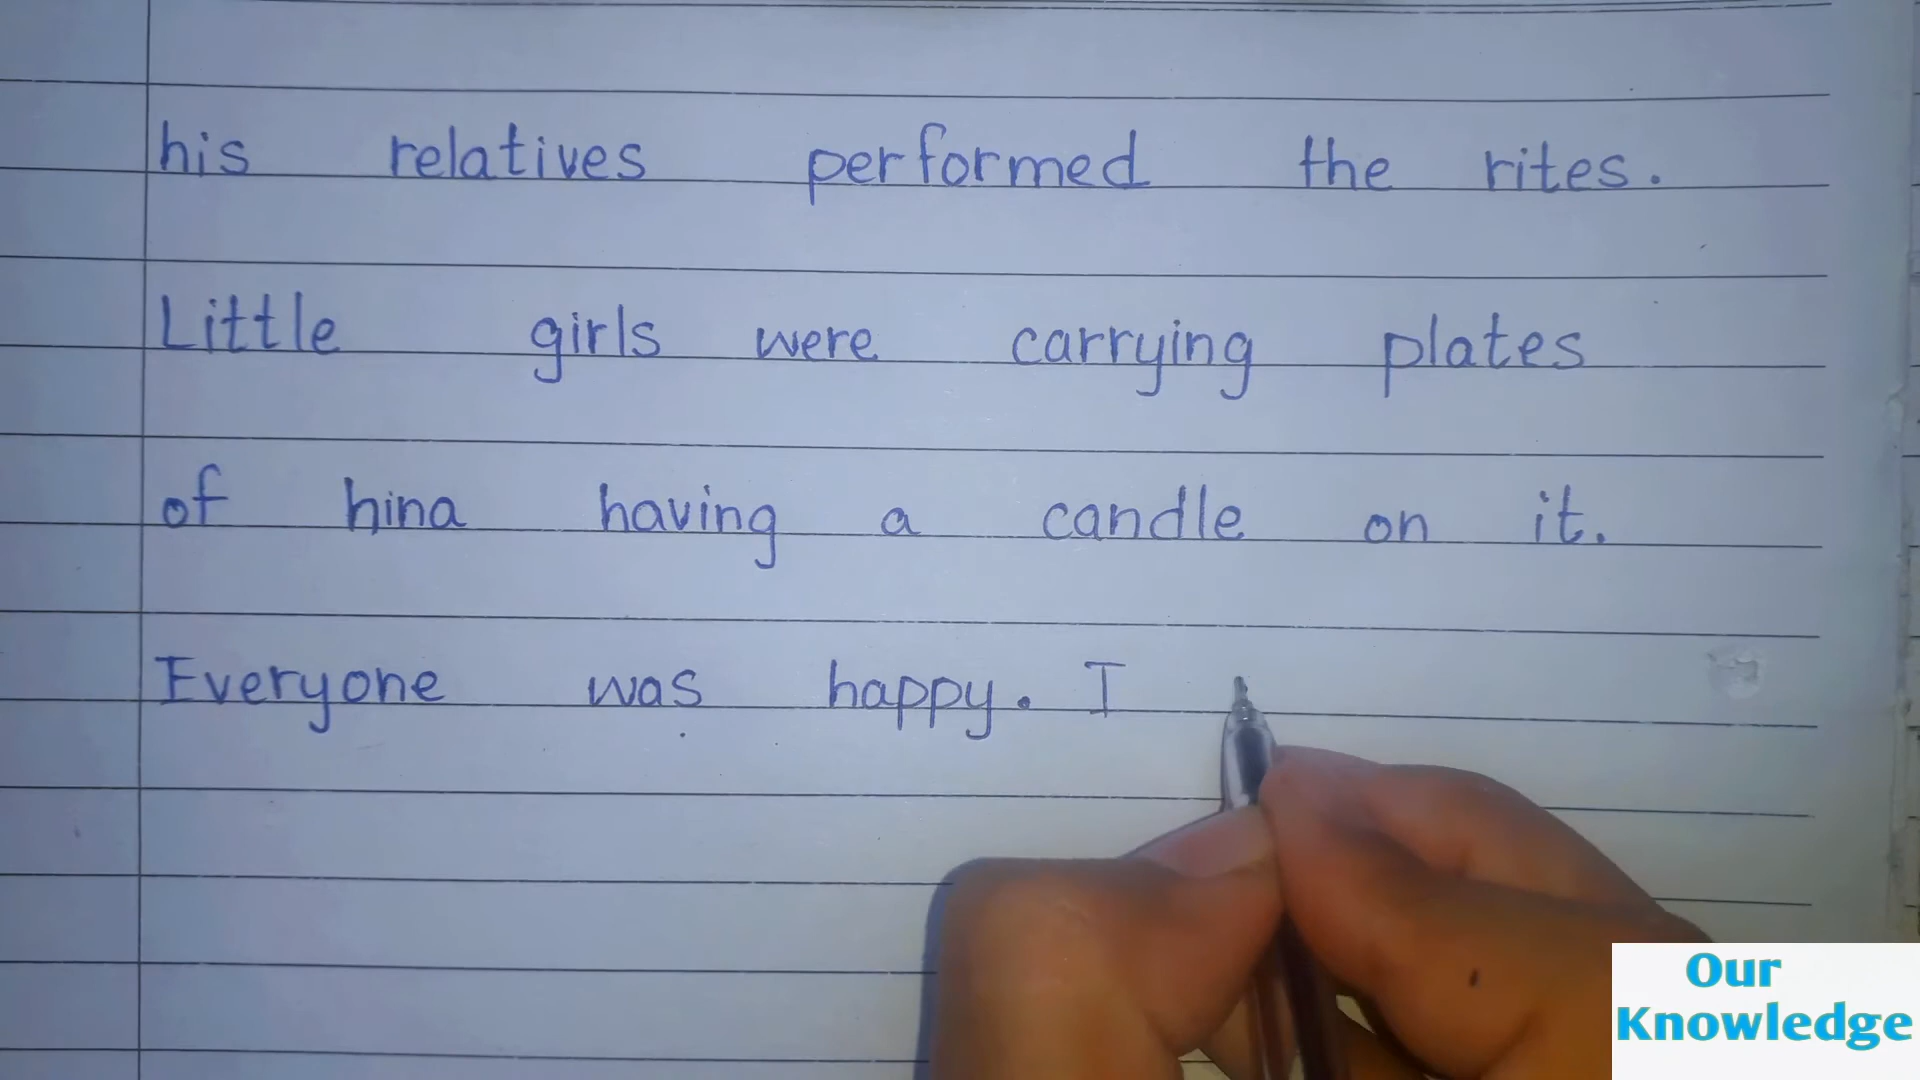 his relatives performed the rites.
Little girls were carrying plates
of hina having a candle on it.
Everyone was happy. I
Our
Knowledge